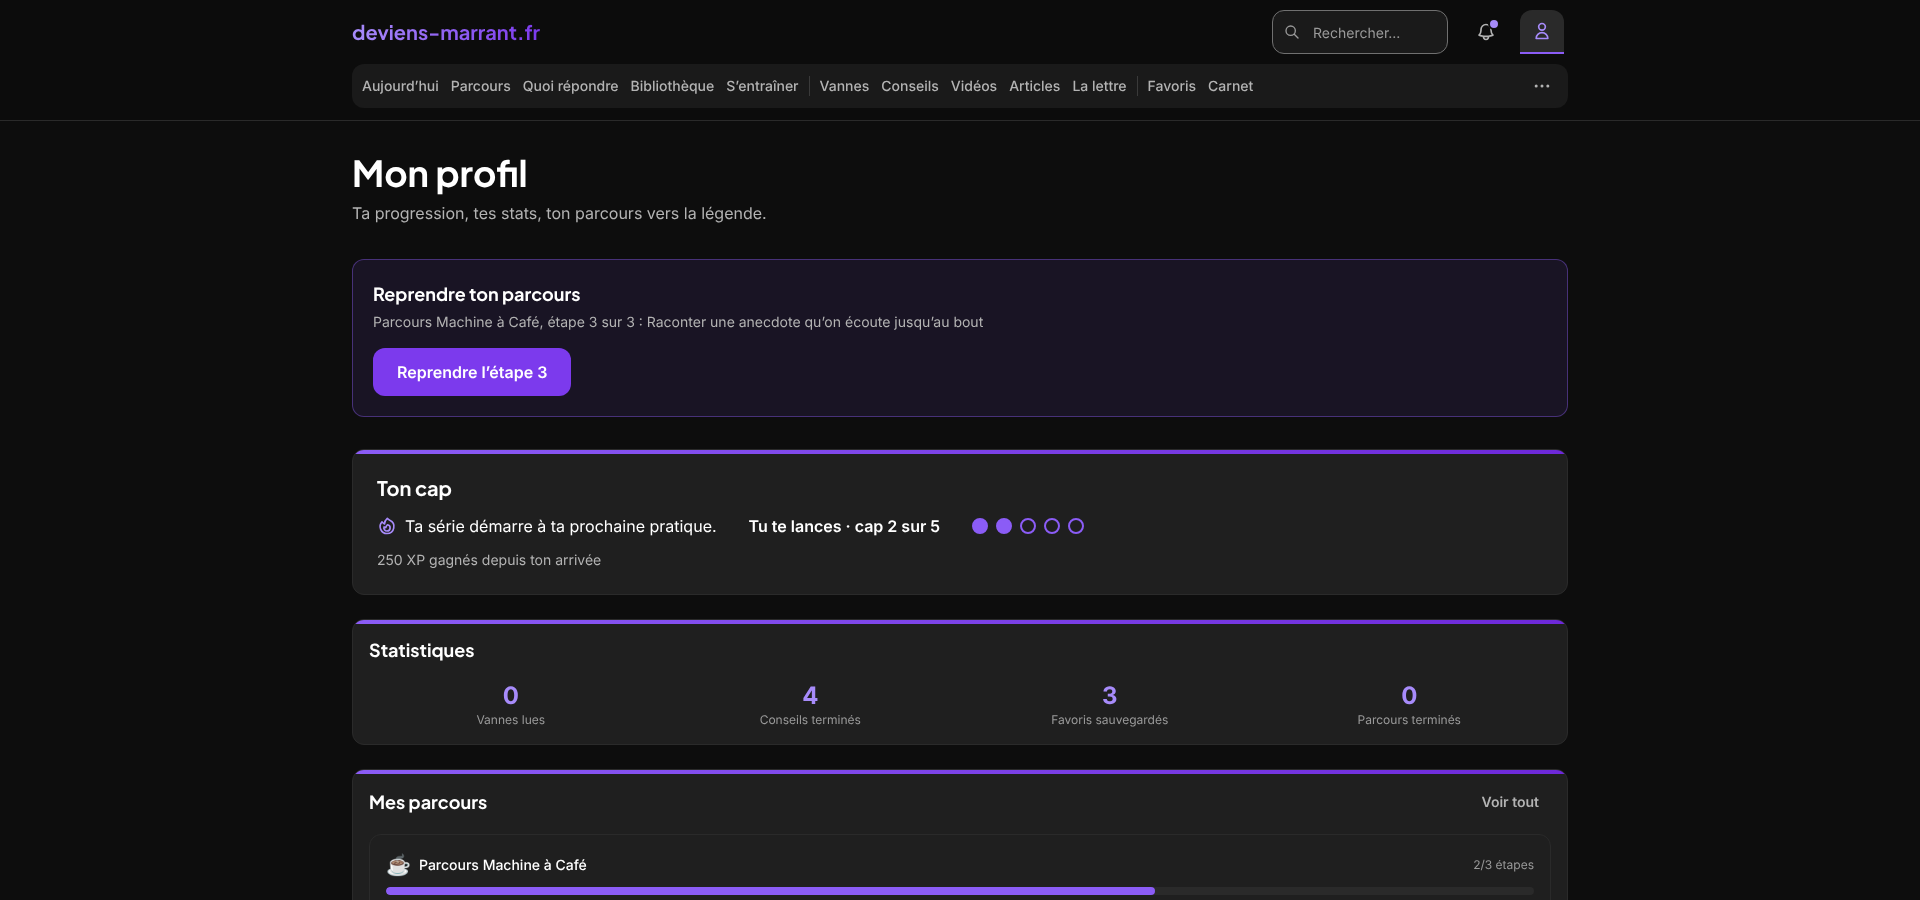 deviens-marrant.fr
Rechercher...
Aujourd’hui Parcours Quoi répondre Bibliothèque S’entraîner Vannes Conseils Vidéos Articles La lettre Favoris Carnet
Mon profil
Ta progression, tes stats, ton parcours vers la légende.
Reprendre ton parcours
Parcours Machine à Café, étape 3 sur 3 : Raconter une anecdote qu’on écoute jusqu’au bout
Reprendre l’étape 3
Ton cap
Ta série démarre à ta prochaine pratique. Tu te lances · cap 2 sur 5
250 XP gagnés depuis ton arrivée
Statistiques
0 4 3 0
Vannes lues Conseils terminés Favoris sauvegardés Parcours terminés
Mes parcours Voir tout
Parcours Machine à Café 2/3 étapes